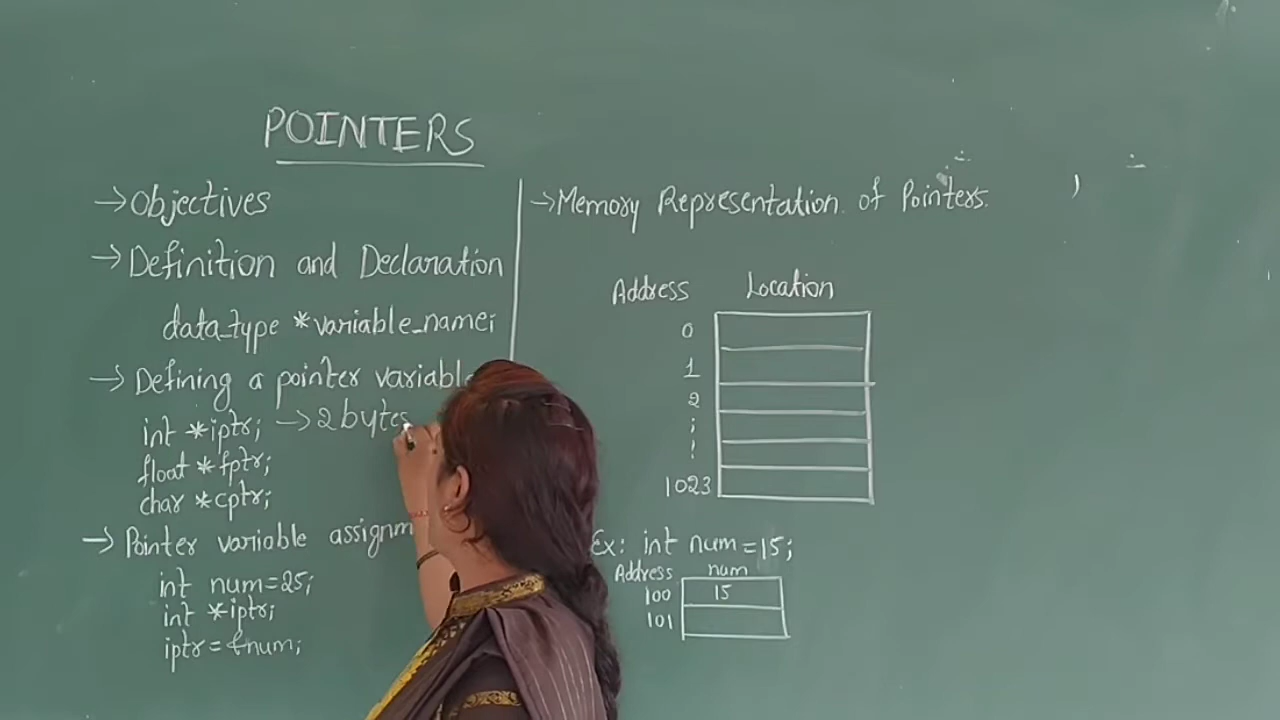 POINTERS
→ Objectives
→ Definition and Declaration
data_type *variable_name;
→ Defining a pointer variable
int *iptr; → 2 bytes
float *fptr;
char *cptr;
→ Pointer variable assignm
int num=25;
int *iptr;
iptr = &num;
→ Memory Representation of Pointers.
Address Location
0
1
2
;
!
1023
Ex: int num=15;
Address num
100 15
101